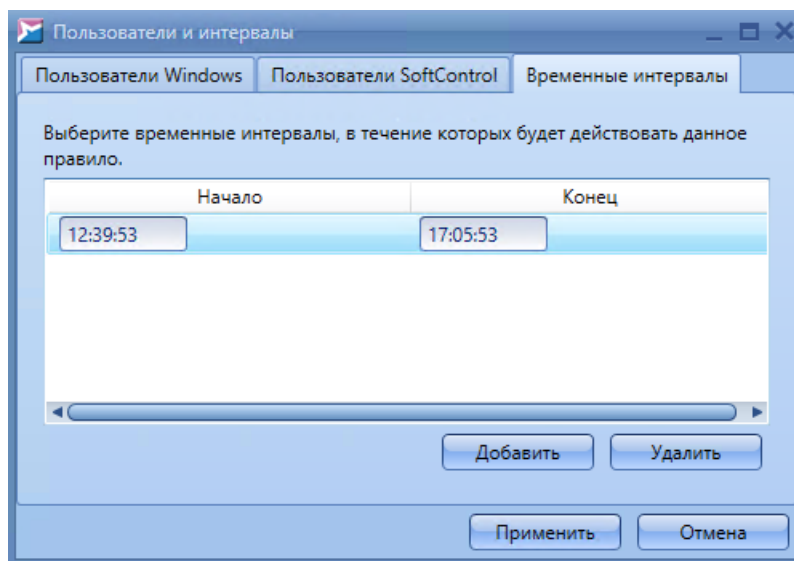 Пользователи и интервалы
Пользователи Windows Пользователи SoftControl Временные интервалы
Выберите временные интервалы, в течение которых будет действовать данное
правило.
Начало Конец
12:39:53 17:05:53
Добавить Удалить
Применить Отмена